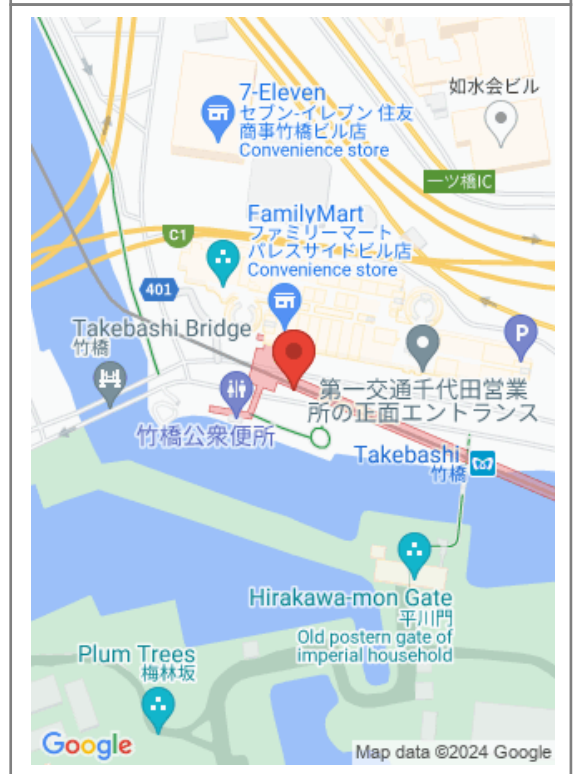 7-Eleven
セブン-イレブン 住友
商事竹橋ビル店
Convenience store
如水会ビル
一ツ橋IC
FamilyMart
ファミリーマート
パレスサイドビル店
Convenience store
C1
401
Takebashi Bridge
竹橋
P
第一交通千代田営業
所の正面エントランス
竹橋公衆便所
Takebashi
竹橋
Hirakawa-mon Gate
平川門
Old postern gate of
imperial household
Plum Trees
梅林坂
Google
Map data ©2024 Google